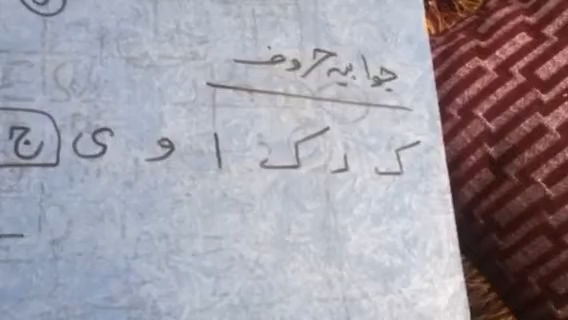 جوابیہ حروف
ک ر ک ا و ی ج